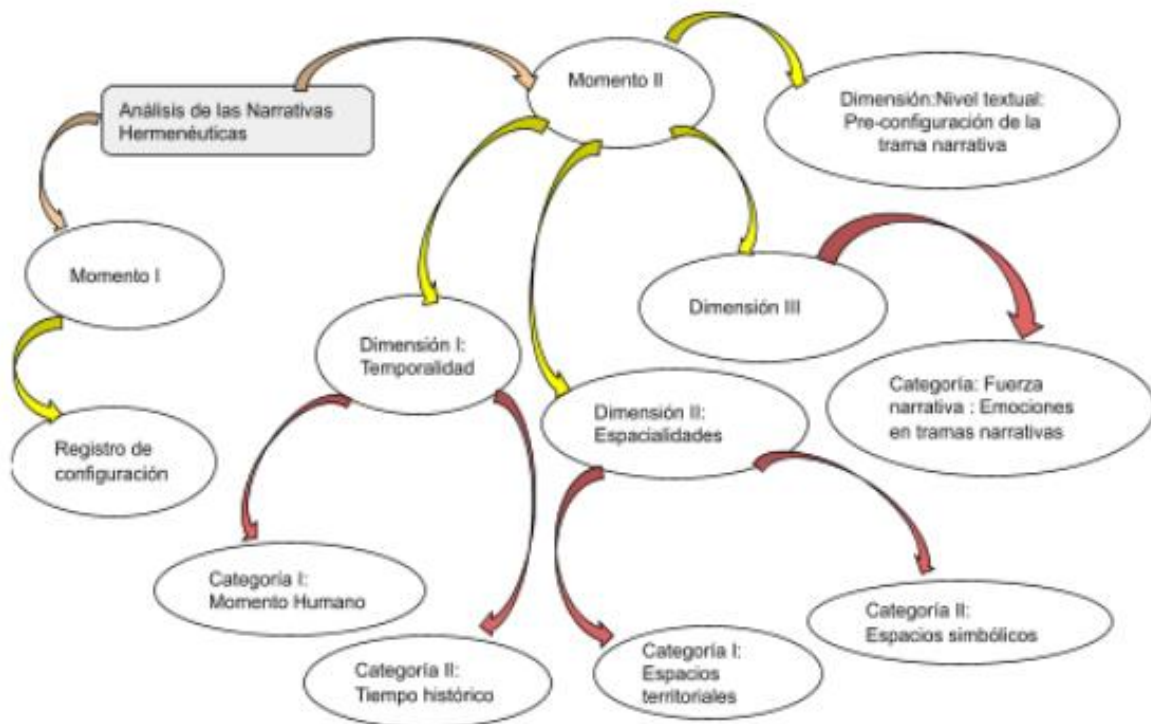 Momento II
Análisis de las Narrativas
Hermenéuticas
Dimensión:Nivel textual:
Pre-configuración de la
trama narrativa
Momento I
Dimensión III
Dimensión I:
Temporalidad
Categoría: Fuerza
narrativa : Emociones
en tramas narrativas
Dimensión II:
Espacialidades
Registro de
configuración
Categoría I:
Momento Humano
Categoría II:
Espacios simbólicos
Categoría II:
Tiempo histórico
Categoría I:
Espacios
territoriales